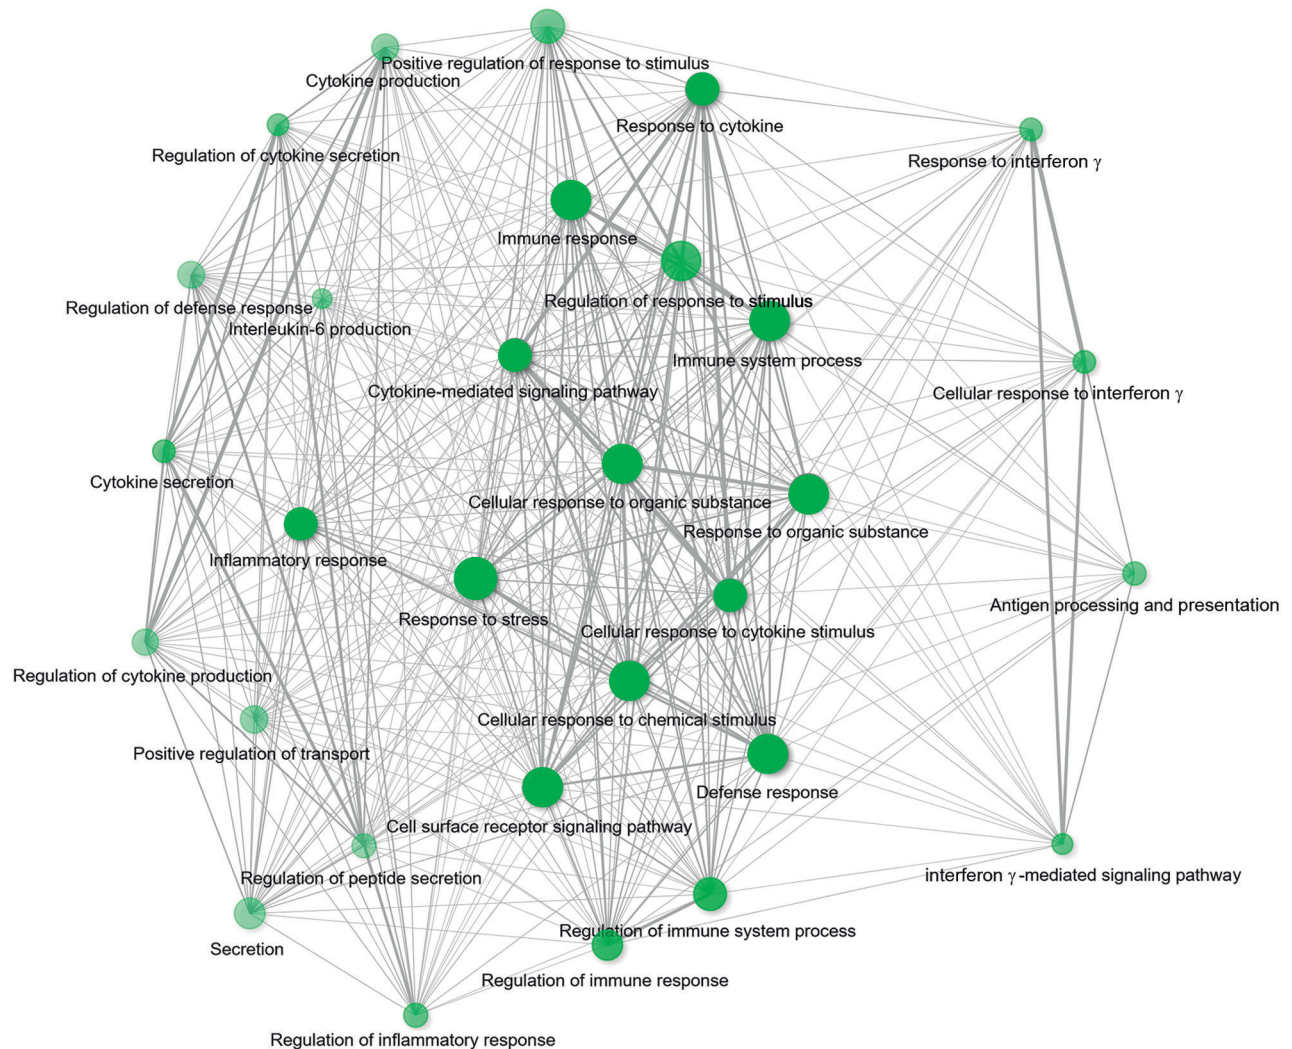 Positive regulation of response to stimulus
Cytokine production
Response to cytokine
Regulation of cytokine secretion
Response to interferon γ
Immune response
Regulation of response to stimulus
Regulation of defense response
Interleukin-6 production
Immune system process
Cytokine-mediated signaling pathway
Cellular response to interferon γ
Cytokine secretion
Cellular response to organic substance
Response to organic substance
Inflammatory response
Antigen processing and presentation
Response to stress
Cellular response to cytokine stimulus
Regulation of cytokine production
Cellular response to chemical stimulus
Positive regulation of transport
Defense response
Cell surface receptor signaling pathway
interferon γ-mediated signaling pathway
Regulation of peptide secretion
Regulation of immune system process
Secretion
Regulation of immune response
Regulation of inflammatory response